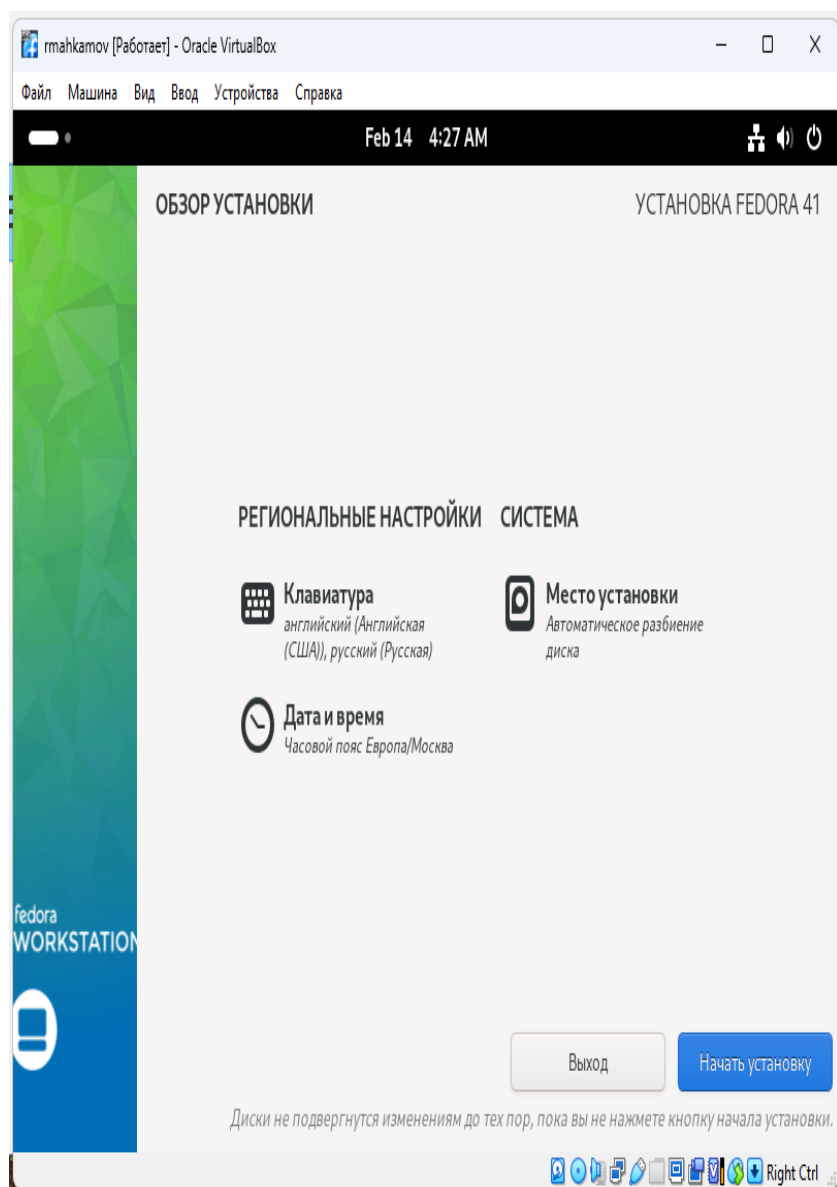 rmahkamov [Работает] - Oracle VirtualBox
Файл Машина Вид Ввод Устройства Справка
Feb 14 4:27 AM
ОБЗОР УСТАНОВКИ
УСТАНОВКА FEDORA 41
РЕГИОНАЛЬНЫЕ НАСТРОЙКИ
Клавиатура
английский (Английская
(США)), русский (Русская)
Дата и время
Часовой пояс Европа/Москва
СИСТЕМА
Место установки
Автоматическое разбиение
диска
fedora
WORKSTATION
Выход
Начать установку
Диски не подвергнутся изменениям до тех пор, пока вы не нажмете кнопку начала установки.
Right Ctrl